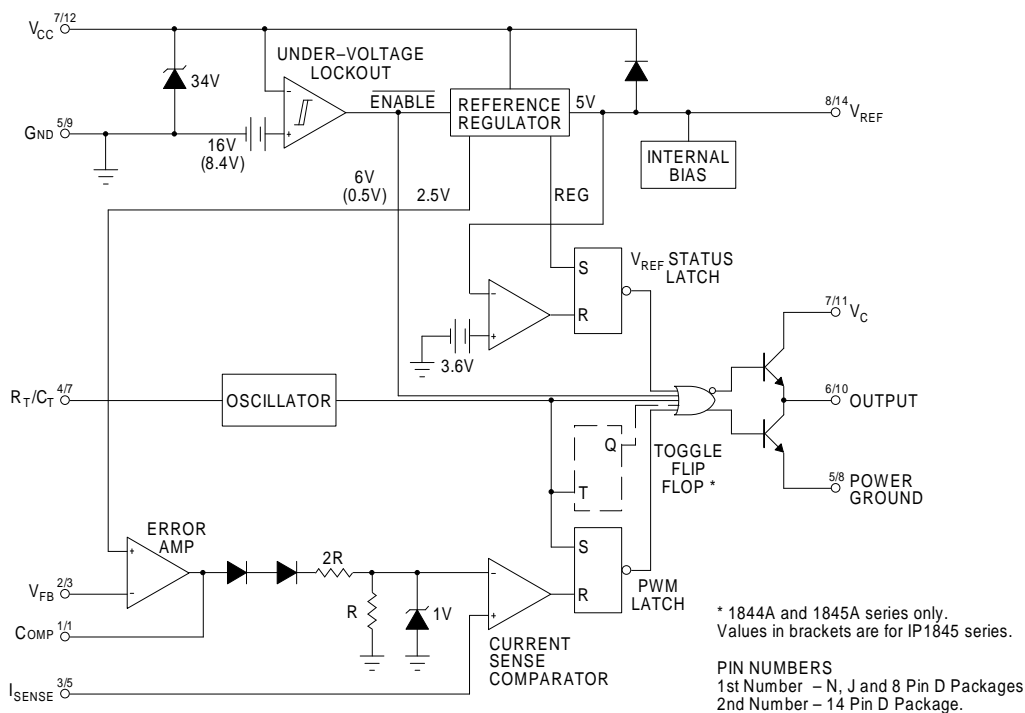 VCC 7/12
UNDER–VOLTAGE
LOCKOUT
34V
ENABLE
REFERENCE
REGULATOR
5V
8/14 VREF
GND 5/9
16V
(8.4V)
INTERNAL
BIAS
6V
(0.5V)
2.5V
REG
S
R
VREF STATUS
LATCH
7/11 VC
3.6V
RT/CT 4/7
OSCILLATOR
6/10 OUTPUT
Q
T
TOGGLE
FLIP
FLOP *
5/8 POWER
GROUND
ERROR
AMP
2R
S
R
PWM
LATCH
VFB 2/3
R
1V
COMP 1/1
CURRENT
SENSE
COMPARATOR
ISENSE 3/5
* 1844A and 1845A series only.
Values in brackets are for IP1845 series.
PIN NUMBERS
1st Number – N, J and 8 Pin D Packages
2nd Number – 14 Pin D Package.